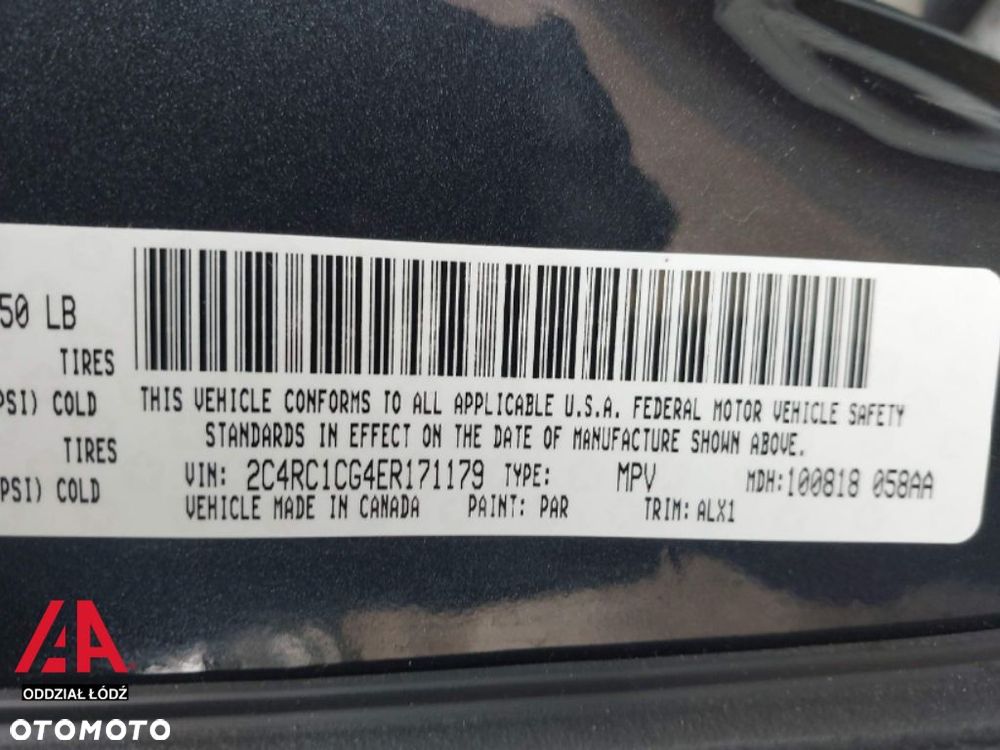 50 LB
TIRES
PSI) COLD
TIRES
PSI) COLD
THIS VEHICLE CONFORMS TO ALL APPLICABLE U.S.A. FEDERAL MOTOR VEHICLE SAFETY
STANDARDS IN EFFECT ON THE DATE OF MANUFACTURE SHOWN ABOVE.
VIN: 2C4RC1CG4ER171179 TYPE: MPV MDH: 100818 058AA
VEHICLE MADE IN CANADA PAINT: PAR TRIM: ALX1
AA
ODDZIAŁ ŁÓDŹ
OTOMOTO